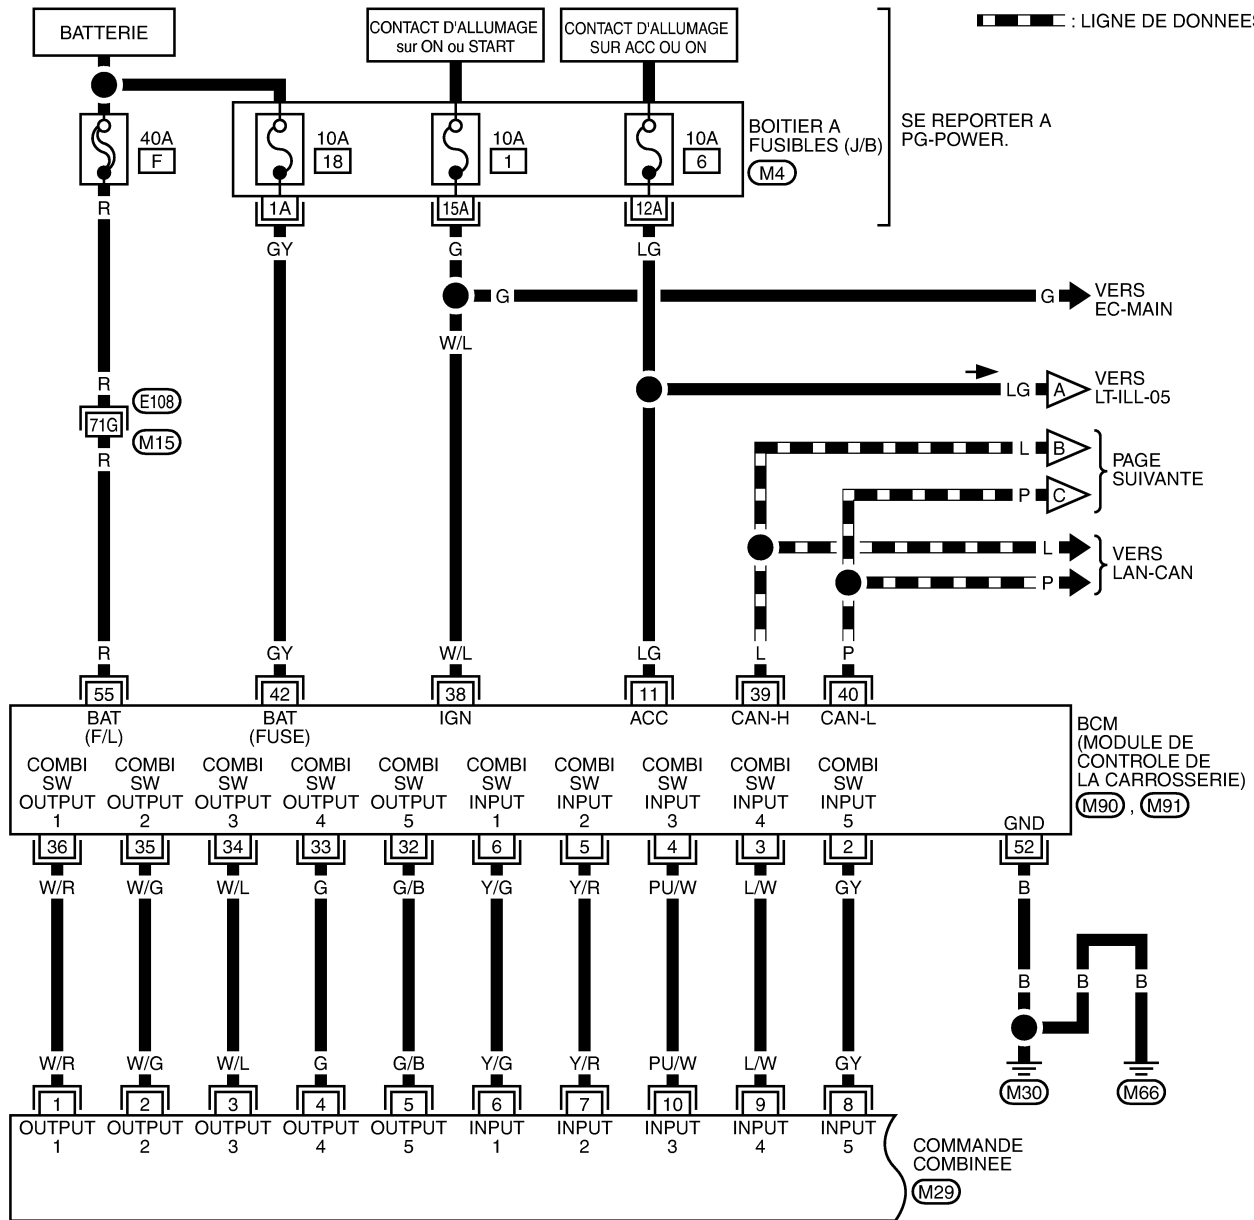 BATTERIE
CONTACT D'ALLUMAGE
sur ON ou START
CONTACT D'ALLUMAGE
SUR ACC OU ON
: LIGNE DE DONNEES
40A
F
10A
18
10A
1
10A
6
BOITIER A
FUSIBLES (J/B)
M4
SE REPORTER A
PG-POWER.
1A
15A
12A
R
GY
G
LG
G
G
VERS
EC-MAIN
W/L
LG
A
VERS
LT-ILL-05
R
E108
71G
M15
R
L
B
P
C
PAGE
SUIVANTE
L
P
VERS
LAN-CAN
R
GY
W/L
LG
L
P
55
42
38
11
39
40
BAT
(F/L)
BAT
(FUSE)
IGN
ACC
CAN-H
CAN-L
BCM
(MODULE DE
CONTROLE DE
LA CARROSSERIE)
M90 , M91
COMBI
SW
OUTPUT
1
COMBI
SW
OUTPUT
2
COMBI
SW
OUTPUT
3
COMBI
SW
OUTPUT
4
COMBI
SW
OUTPUT
5
COMBI
SW
INPUT
1
COMBI
SW
INPUT
2
COMBI
SW
INPUT
3
COMBI
SW
INPUT
4
COMBI
SW
INPUT
5
GND
36
35
34
33
32
6
5
4
3
2
52
W/R
W/G
W/L
G
G/B
Y/G
Y/R
PU/W
L/W
GY
B
B
B
B
W/R
W/G
W/L
G
G/B
Y/G
Y/R
PU/W
L/W
GY
M30
M66
1
2
3
4
5
6
7
10
9
8
OUTPUT
1
OUTPUT
2
OUTPUT
3
OUTPUT
4
OUTPUT
5
INPUT
1
INPUT
2
INPUT
3
INPUT
4
INPUT
5
COMMANDE
COMBINEE
M29